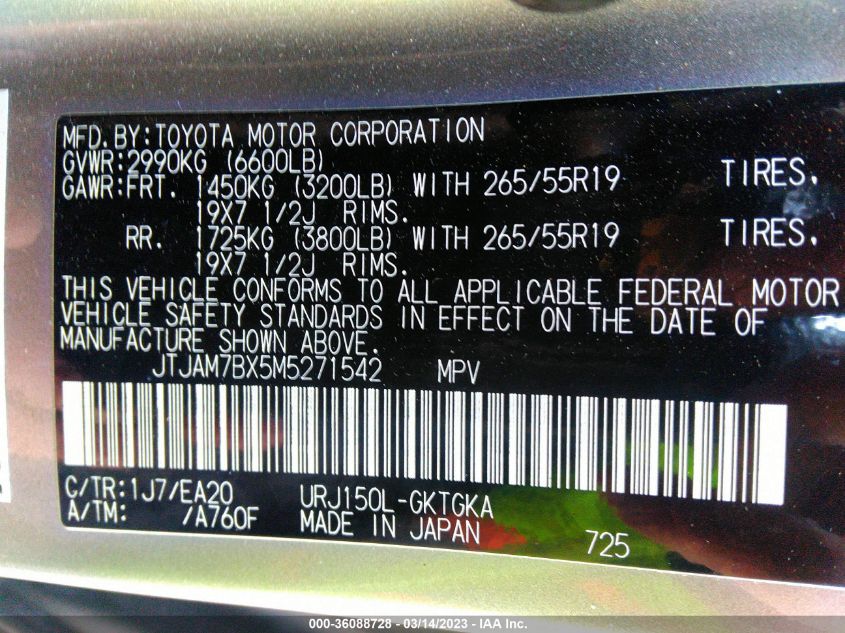 MFD. BY: TOYOTA MOTOR CORPORATION
GVWR: 2990KG (6600LB)
GAWR: FRT. 1450KG (3200LB) WITH 265/55R19 TIRES,
19X7 1/2J RIMS.
RR. 1725KG (3800LB) WITH 265/55R19 TIRES,
19X7 1/2J RIMS.
THIS VEHICLE CONFORMS TO ALL APPLICABLE FEDERAL MOTOR
VEHICLE SAFETY STANDARDS IN EFFECT ON THE DATE OF
MANUFACTURE SHOWN ABOVE.
JTJAM7BX5M5271542 MPV
C/TR: 1J7/EA20 URJ150L-GKTGKA
A/TM: /A760F MADE IN JAPAN 725
000-36088728 - 03/14/2023 - IAA Inc.